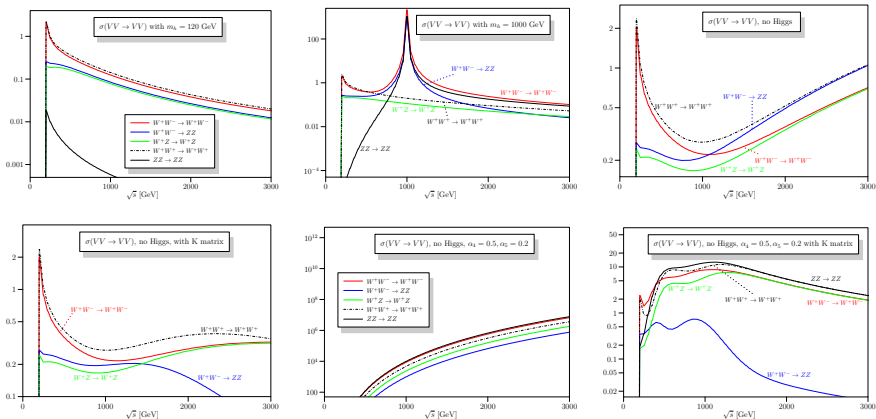 σ(VV → VV) with m_h = 120 GeV
1
0.1
0.01
0.001
W⁺W⁻ → W⁺W⁻
W⁺W⁻ → ZZ
W⁺Z → W⁺Z
W⁺W⁺ → W⁺W⁺
ZZ → ZZ
0 1000 2000 3000
√s [GeV]
σ(VV → VV) with m_h = 1000 GeV
100
1
0.01
10⁻⁴
W⁺W⁻ → ZZ
W⁺W⁻ → W⁺W⁻
W⁺Z → W⁺Z
W⁺W⁺ → W⁺W⁺
ZZ → ZZ
0 1000 2000 3000
√s [GeV]
σ(VV → VV), no Higgs
2
1
0.5
0.2
W⁺W⁺ → W⁺W⁺
W⁺W⁻ → ZZ
W⁺W⁻ → W⁺W⁻
W⁺Z → W⁺Z
0 1000 2000 3000
√s [GeV]
σ(VV → VV), no Higgs, with K matrix
2
1
0.5
0.3
0.2
0.1
W⁺W⁻ → W⁺W⁻
W⁺W⁺ → W⁺W⁺
W⁺Z → W⁺Z
W⁺W⁻ → ZZ
0 1000 2000 3000
√s [GeV]
σ(VV → VV), no Higgs, α₄ = 0.5, α₅ = 0.2
10¹²
10¹⁰
10⁸
10⁶
10⁴
100
W⁺W⁻ → W⁺W⁻
W⁺W⁻ → ZZ
W⁺Z → W⁺Z
W⁺W⁺ → W⁺W⁺
ZZ → ZZ
0 1000 2000 3000
√s [GeV]
σ(VV → VV), no Higgs, α₄ = 0.5, α₅ = 0.2 with K matrix
50
20
10
5
2
1
0.5
0.2
0.1
0.05
0.02
ZZ → ZZ
W⁺Z → W⁺Z
W⁺W⁺ → W⁺W⁺
W⁺W⁻ → W⁺W
W⁺W⁻ → ZZ
0 1000 2000 3000
√s [GeV]